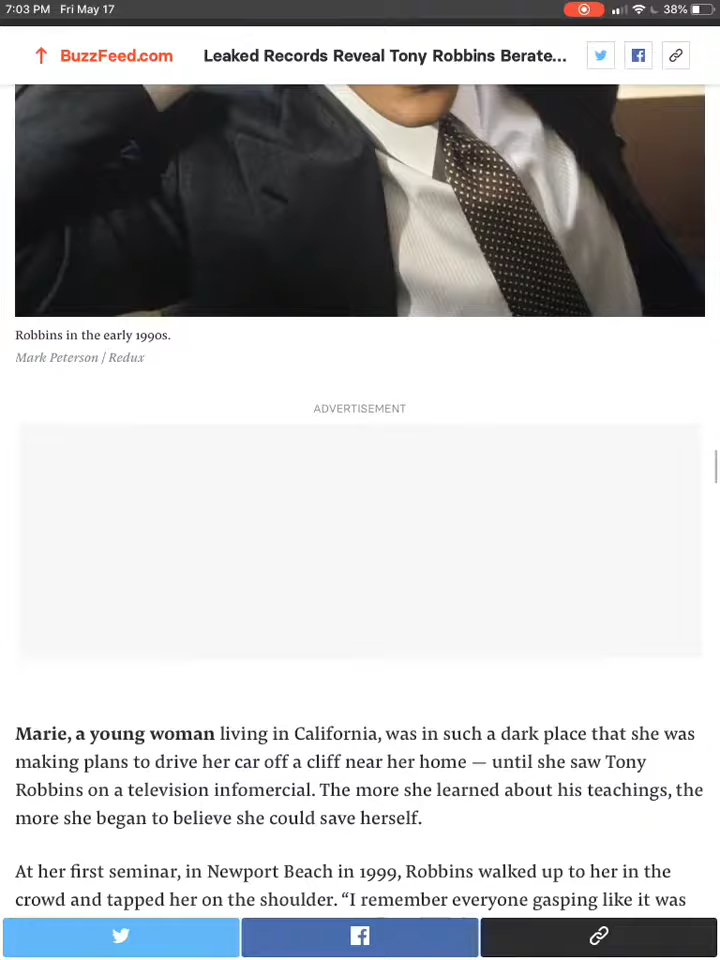 7:03 PM Fri May 17 38%
↑ BuzzFeed.com Leaked Records Reveal Tony Robbins Berate...
Robbins in the early 1990s.
Mark Peterson / Redux
ADVERTISEMENT
Marie, a young woman living in California, was in such a dark place that she was
making plans to drive her car off a cliff near her home — until she saw Tony
Robbins on a television infomercial. The more she learned about his teachings, the
more she began to believe she could save herself.
At her first seminar, in Newport Beach in 1999, Robbins walked up to her in the
crowd and tapped her on the shoulder. “I remember everyone gasping like it was